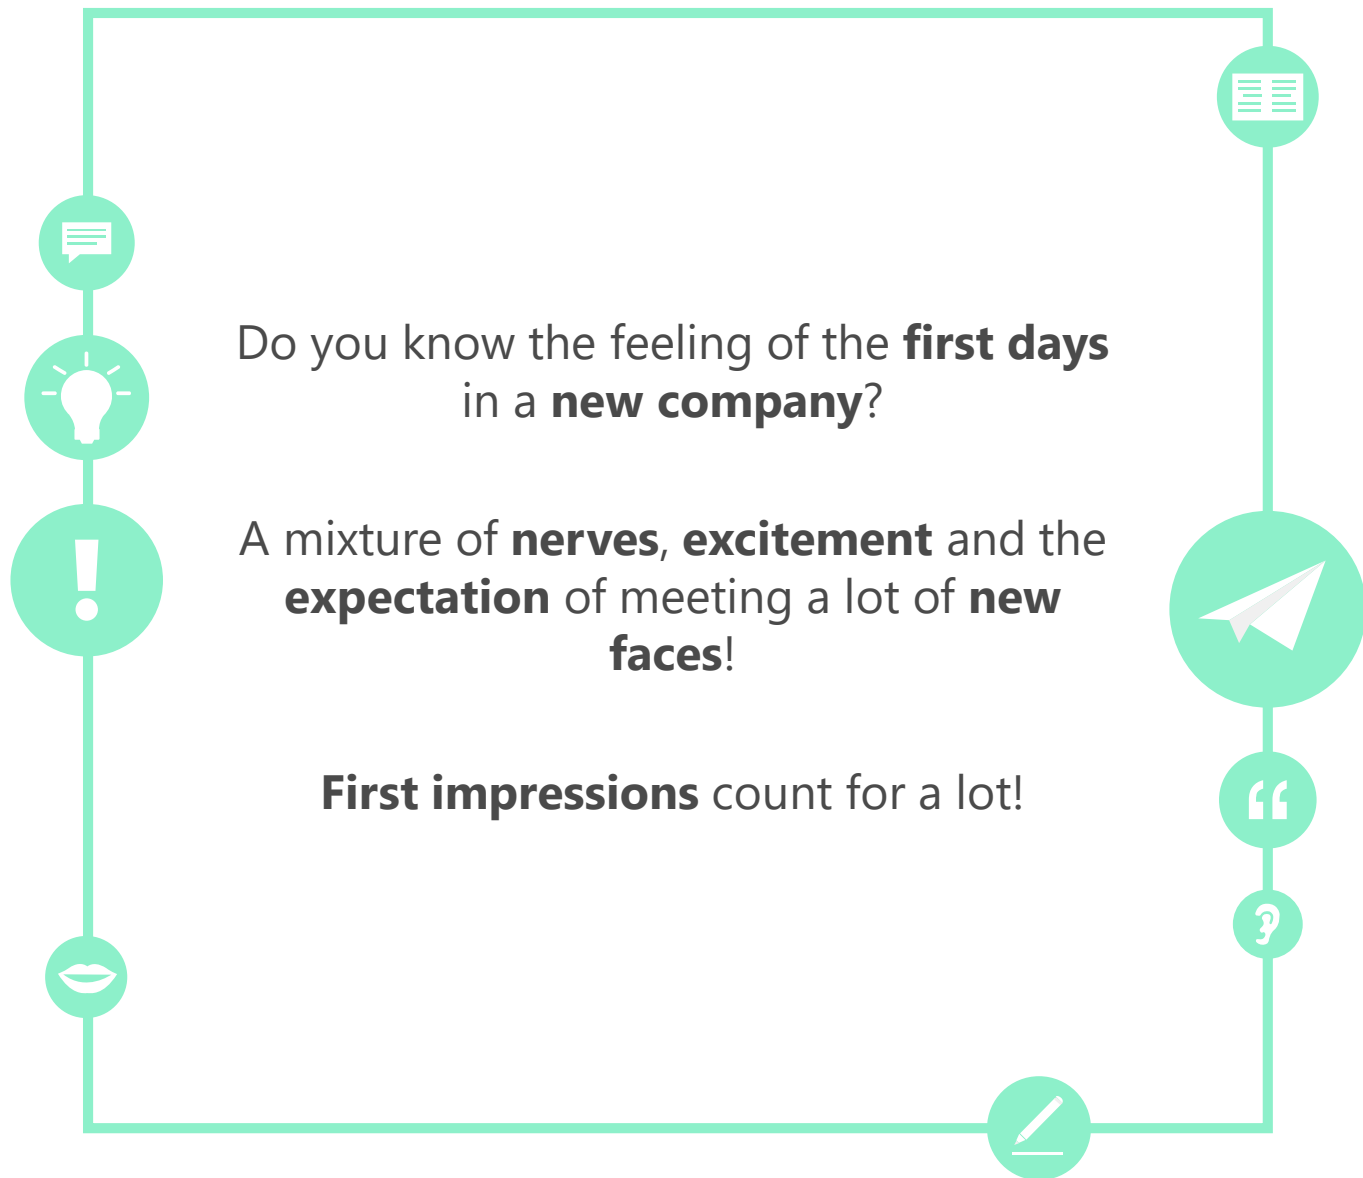 Do you know the feeling of the first days
in a new company?
A mixture of nerves, excitement and the
expectation of meeting a lot of new
faces!
First impressions count for a lot!